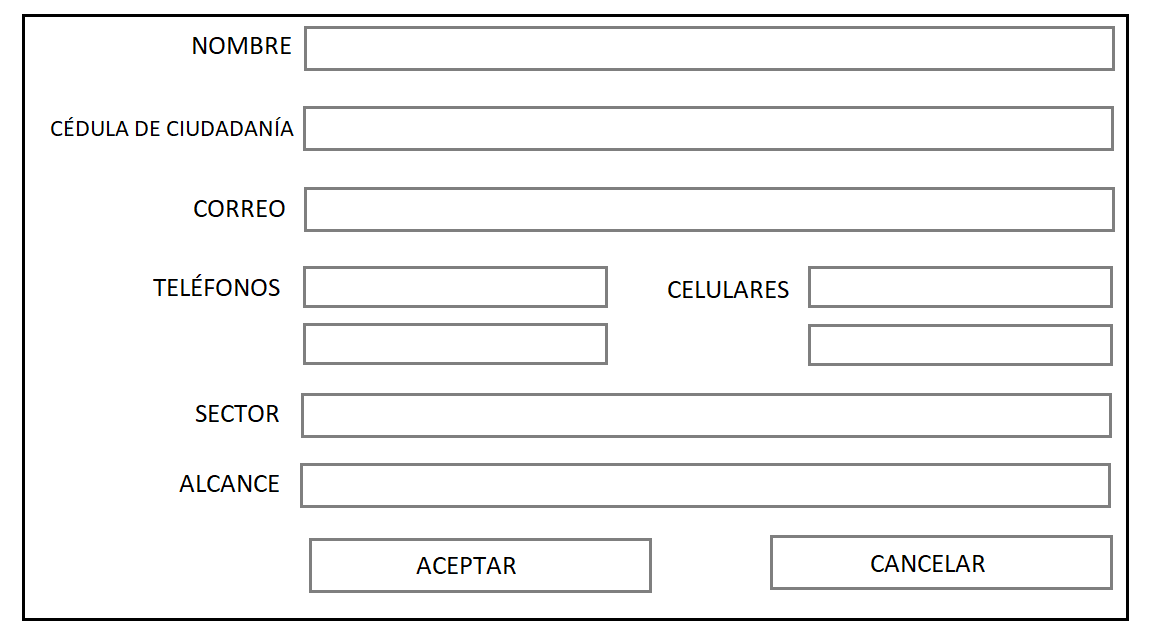 NOMBRE
CÉDULA DE CIUDADANÍA
CORREO
TELÉFONOS
CELULARES
SECTOR
ALCANCE
ACEPTAR
CANCELAR